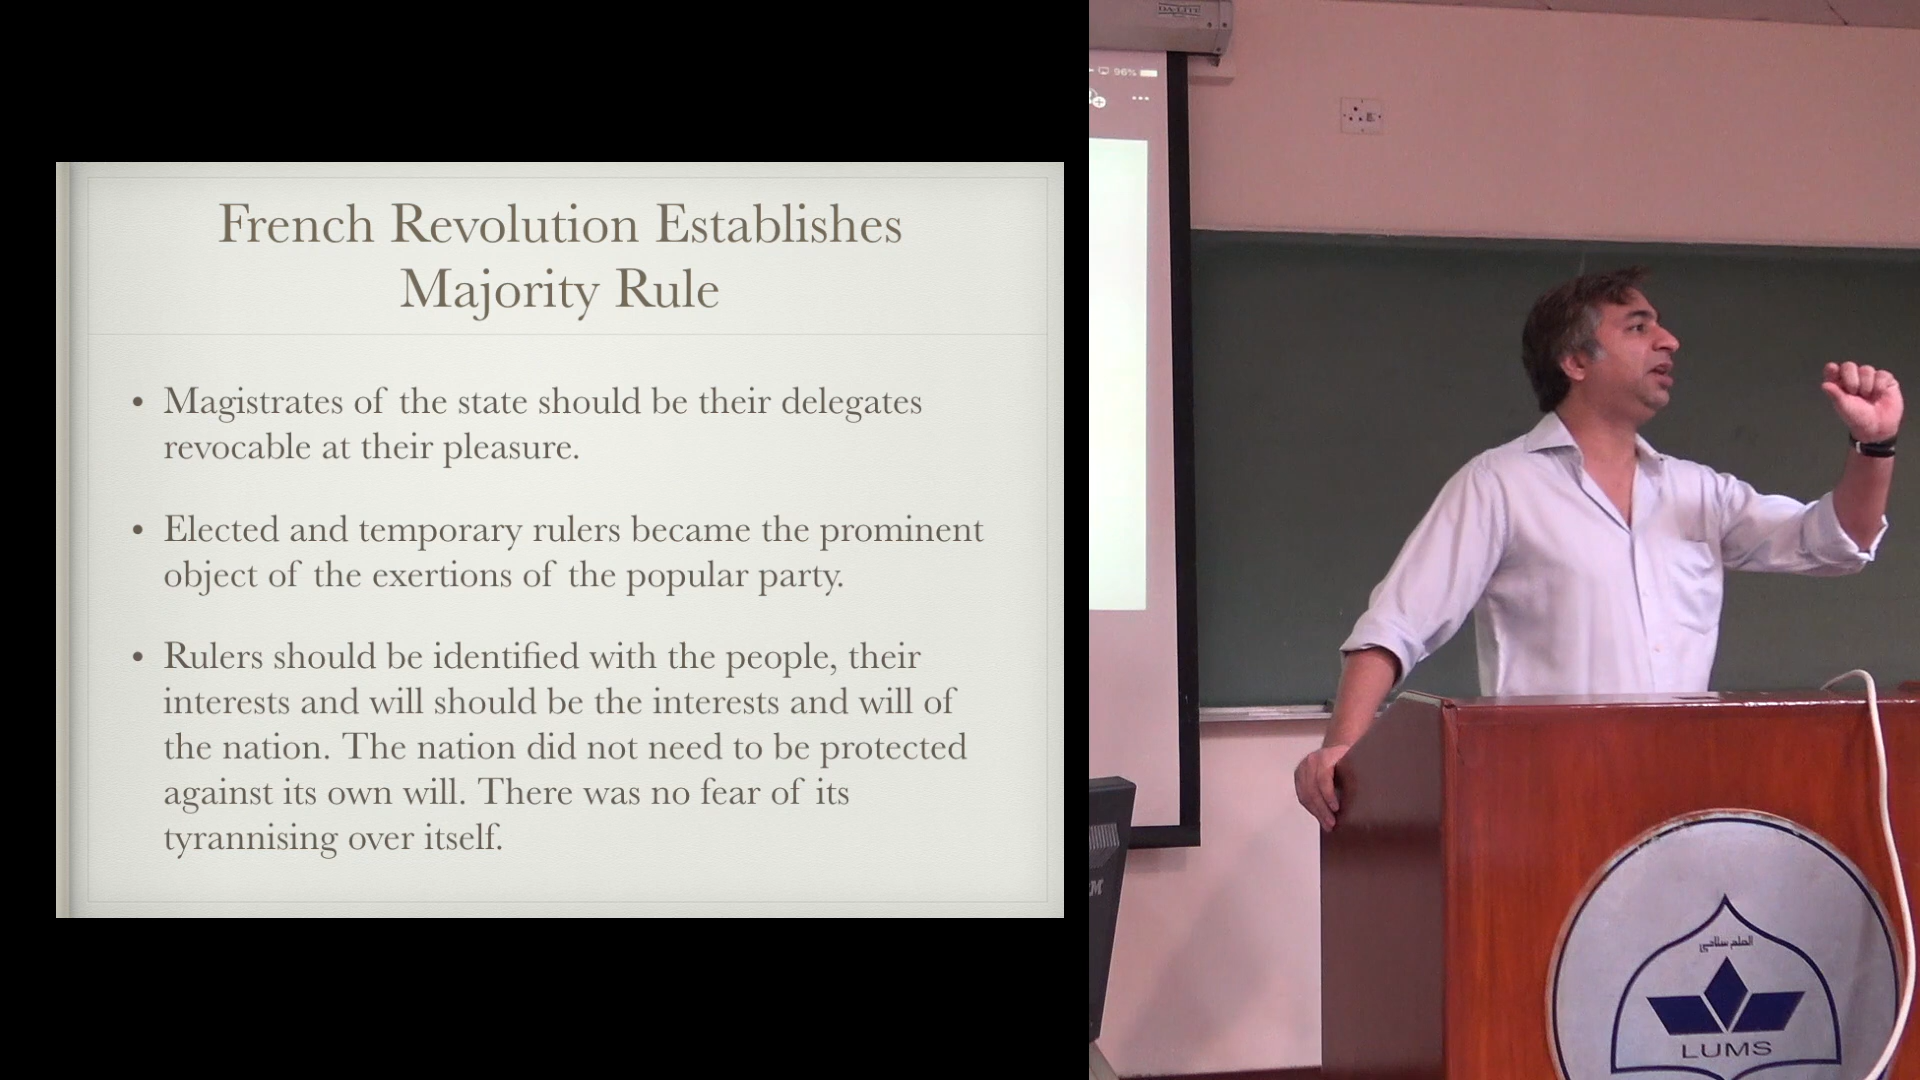 French Revolution Establishes
Majority Rule
• Magistrates of the state should be their delegates
revocable at their pleasure.
• Elected and temporary rulers became the prominent
object of the exertions of the popular party.
• Rulers should be identified with the people, their
interests and will should be the interests and will of
the nation. The nation did not need to be protected
against its own will. There was no fear of its
tyrannising over itself.
DA-LITE
96%
LUMS